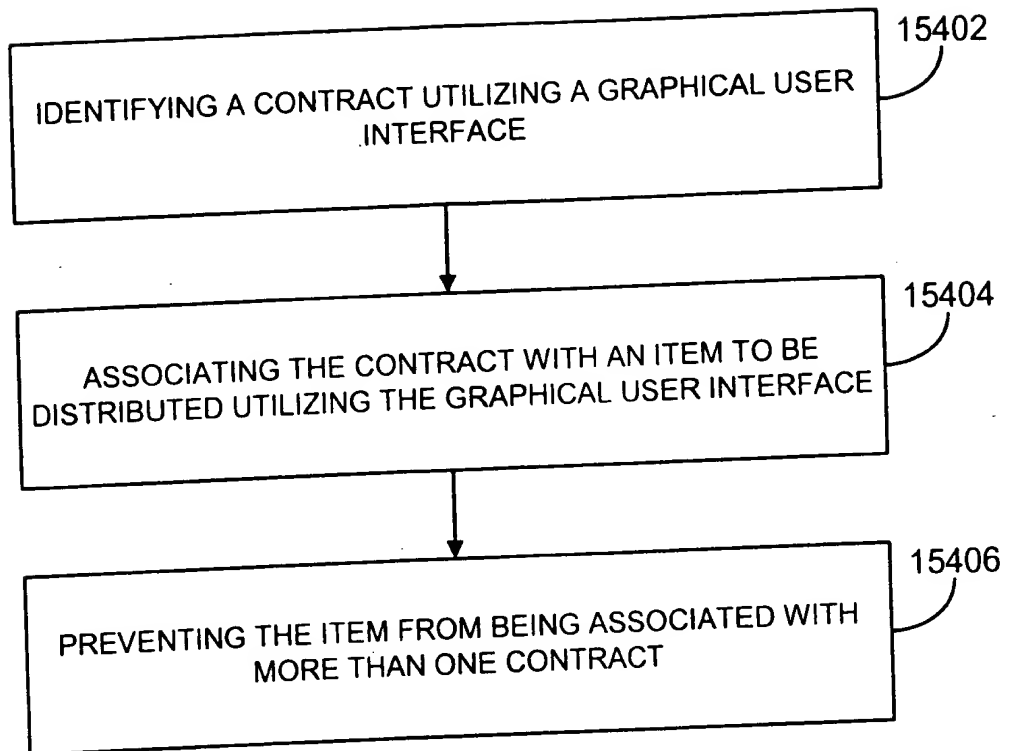 15402
IDENTIFYING A CONTRACT UTILIZING A GRAPHICAL USER
INTERFACE
15404
ASSOCIATING THE CONTRACT WITH AN ITEM TO BE
DISTRIBUTED UTILIZING THE GRAPHICAL USER INTERFACE
15406
PREVENTING THE ITEM FROM BEING ASSOCIATED WITH
MORE THAN ONE CONTRACT